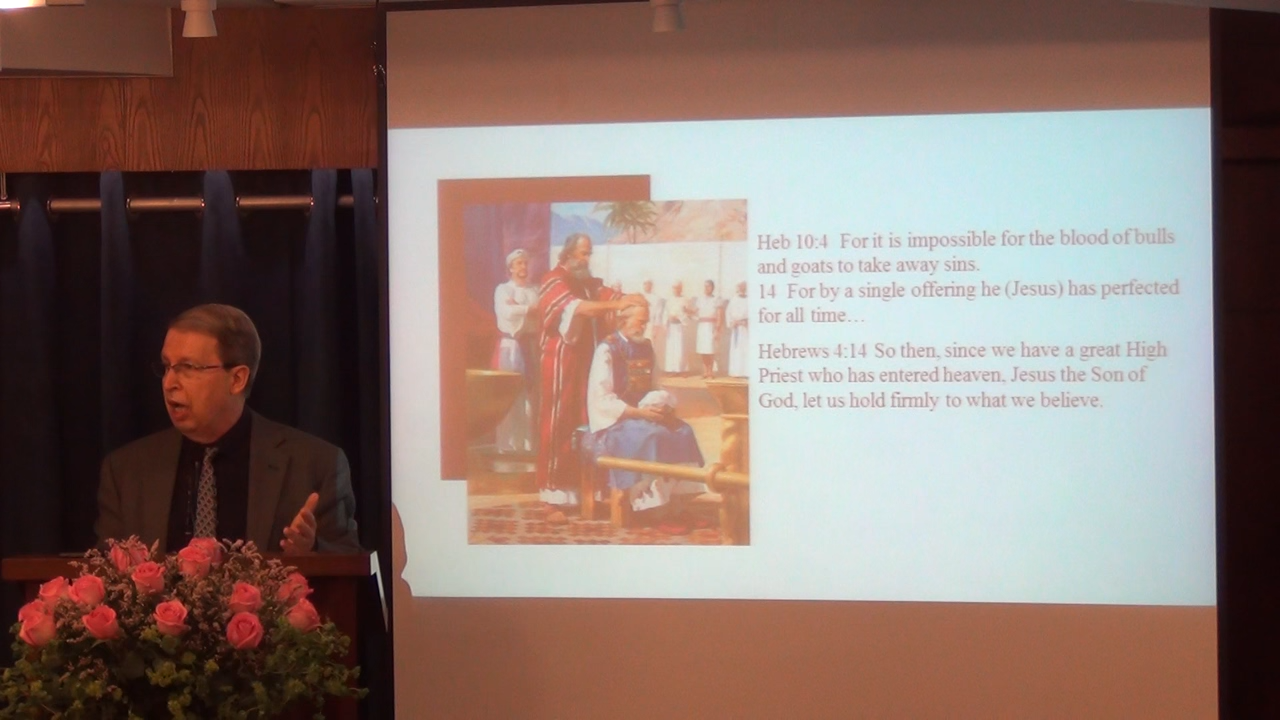 Heb 10:4 For it is impossible for the blood of bulls
and goats to take away sins.
14 For by a single offering he (Jesus) has perfected
for all time…
Hebrews 4:14 So then, since we have a great High
Priest who has entered heaven, Jesus the Son of
God, let us hold firmly to what we believe.